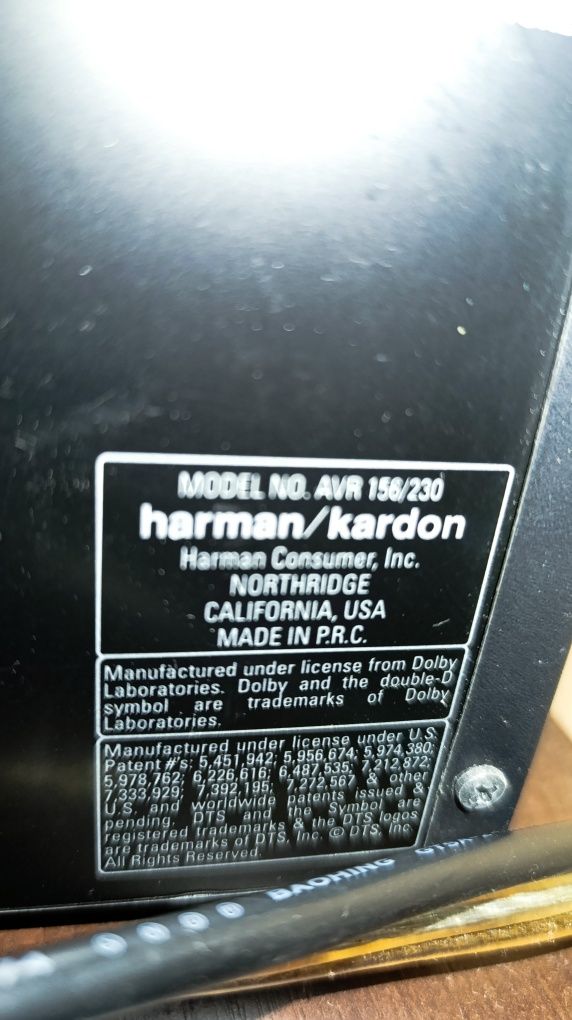 MODEL NO. AVR 156/230
harman/kardon
Harman Consumer, Inc.
NORTHRIDGE
CALIFORNIA, USA
MADE IN P.R.C.
Manufactured under license from Dolby
Laboratories. Dolby and the double-D
symbol are trademarks of Dolby
Laboratories.
Manufactured under license under U.S.
Patent #'s: 5,451,942; 5,956,674; 5,974,380;
5,978,762; 6,226,616; 6,487,535; 7,212,872;
7,333,929; 7,392,195; 7,272,567 & other
U.S. and worldwide patents issued &
pending. DTS and the Symbol are
registered trademarks & the DTS logos
are trademarks of DTS, Inc. © DTS, Inc.
All Rights Reserved.
BAOHING